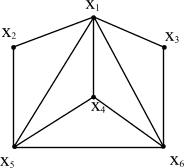 X₁
X₂ X₃
X₄
X₅ X₆